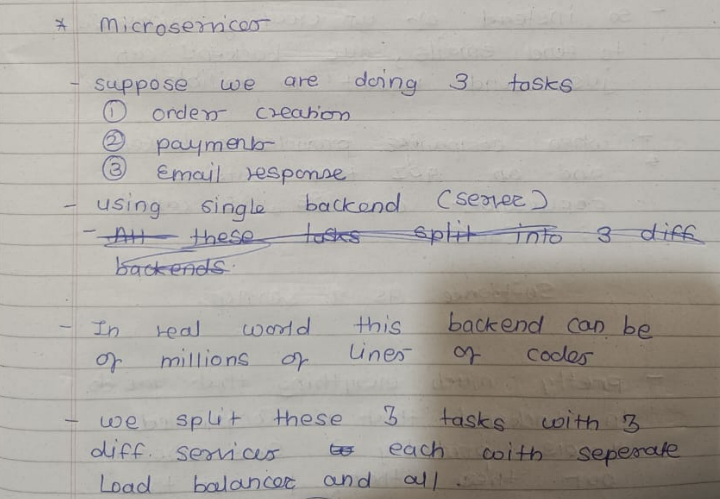 * Microservices
- suppose we are doing 3 tasks
① order creation
② payment
③ Email response
- using single backend (server)
- All these tasks split into 3 diff
backends.
- In real world this backend can be
of millions of lines of codes
- we split these 3 tasks with 3
diff. services each with seperate
Load balancer and all.